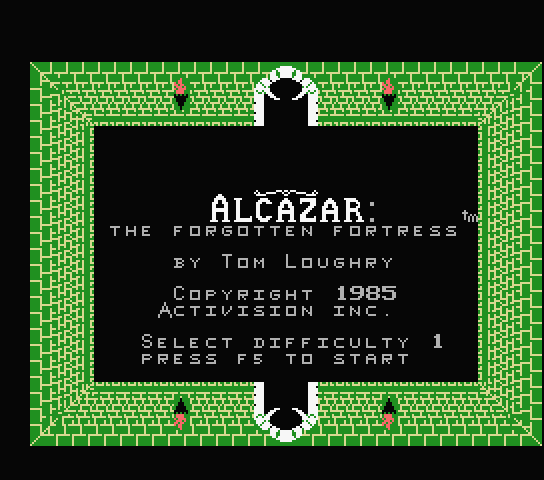 ALCAZAR: tm
THE FORGOTTEN FORTRESS
BY TOM LOUGHRY
COPYRIGHT 1985
ACTIVISION INC.
SELECT DIFFICULTY 1
PRESS F5 TO START